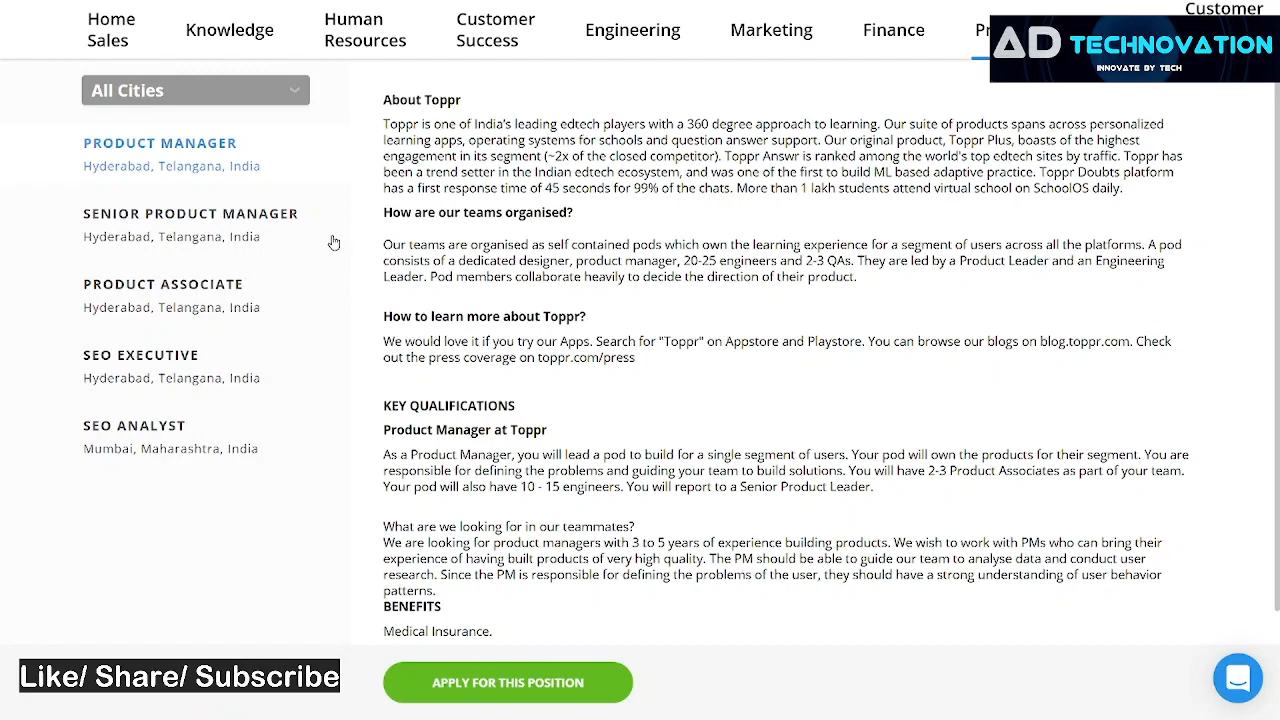 Home
Sales
Knowledge
Human
Resources
Customer
Success
Engineering
Marketing
Finance
Customer
AD TECHNOVATION
INNOVATE BY TECH
All Cities
PRODUCT MANAGER
Hyderabad, Telangana, India
SENIOR PRODUCT MANAGER
Hyderabad, Telangana, India
PRODUCT ASSOCIATE
Hyderabad, Telangana, India
SEO EXECUTIVE
Hyderabad, Telangana, India
SEO ANALYST
Mumbai, Maharashtra, India
About Toppr
Toppr is one of India's leading edtech players with a 360 degree approach to learning. Our suite of products spans across personalized
learning apps, operating systems for schools and question answer support. Our original product, Toppr Plus, boasts of the highest
engagement in its segment (~2x of the closed competitor). Toppr Answr is ranked among the world's top edtech sites by traffic. Toppr has
been a trend setter in the Indian edtech ecosystem, and was one of the first to build ML based adaptive practice. Toppr Doubts platform
has a first response time of 45 seconds for 99% of the chats. More than 1 lakh students attend virtual school on SchoolOS daily.
How are our teams organised?
Our teams are organised as self contained pods which own the learning experience for a segment of users across all the platforms. A pod
consists of a dedicated designer, product manager, 20-25 engineers and 2-3 QAs. They are led by a Product Leader and an Engineering
Leader. Pod members collaborate heavily to decide the direction of their product.
How to learn more about Toppr?
We would love it if you try our Apps. Search for "Toppr" on Appstore and Playstore. You can browse our blogs on blog.toppr.com. Check
out the press coverage on toppr.com/press
KEY QUALIFICATIONS
Product Manager at Toppr
As a Product Manager, you will lead a pod to build for a single segment of users. Your pod will own the products for their segment. You are
responsible for defining the problems and guiding your team to build solutions. You will have 2-3 Product Associates as part of your team.
Your pod will also have 10 - 15 engineers. You will report to a Senior Product Leader.
What are we looking for in our teammates?
We are looking for product managers with 3 to 5 years of experience building products. We wish to work with PMs who can bring their
experience of having built products of very high quality. The PM should be able to guide our team to analyse data and conduct user
research. Since the PM is responsible for defining the problems of the user, they should have a strong understanding of user behavior
patterns.
BENEFITS
Medical Insurance.
Like/ Share/ Subscribe
APPLY FOR THIS POSITION